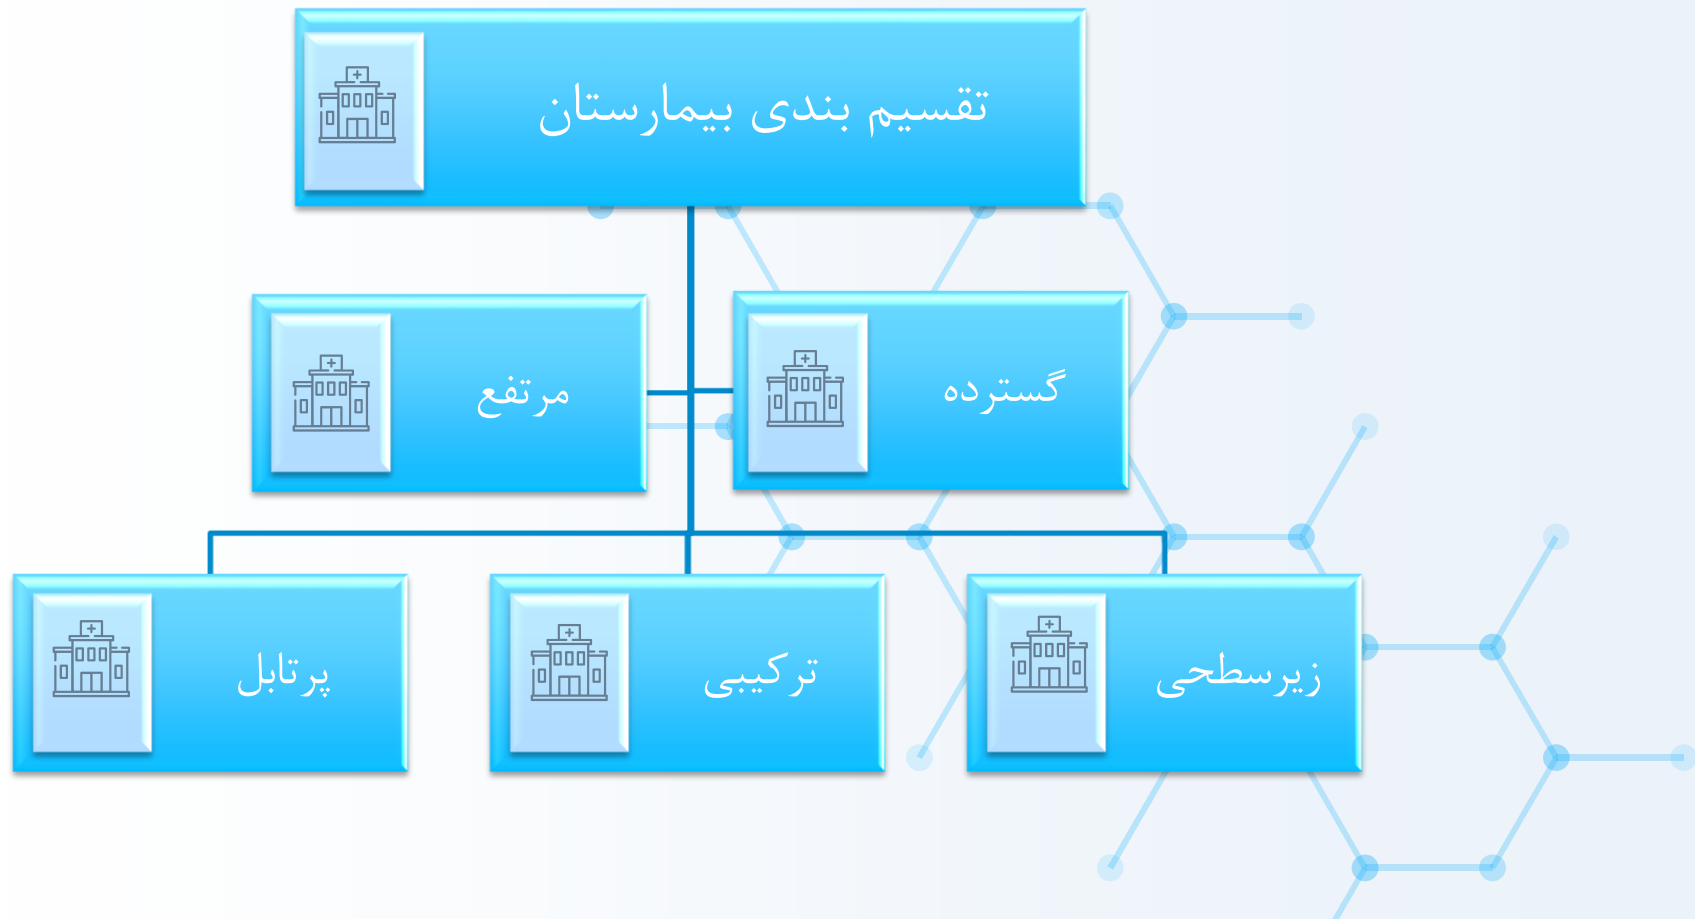 تقسیم بندی بیمارستان
گسترده
مرتفع
زیرسطحی
ترکیبی
پرتابل